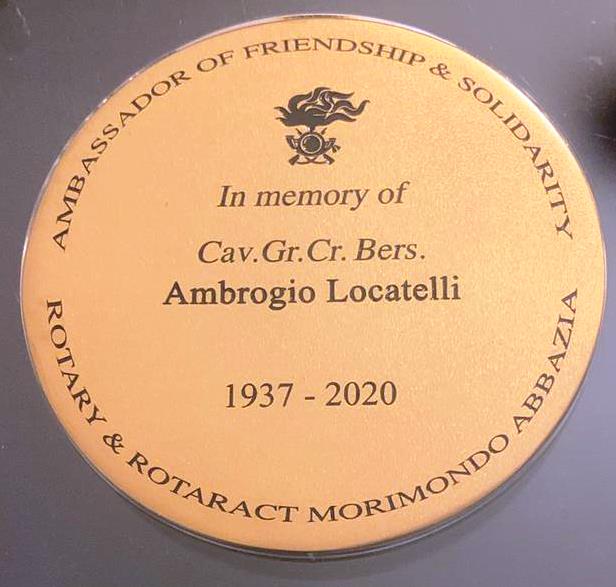 AMBASSADOR OF FRIENDSHIP & SOLIDARITY
In memory of
Cav.Gr.Cr. Bers.
Ambrogio Locatelli
1937 - 2020
ROTARY & ROTARACT MORIMONDO ABBAZIA